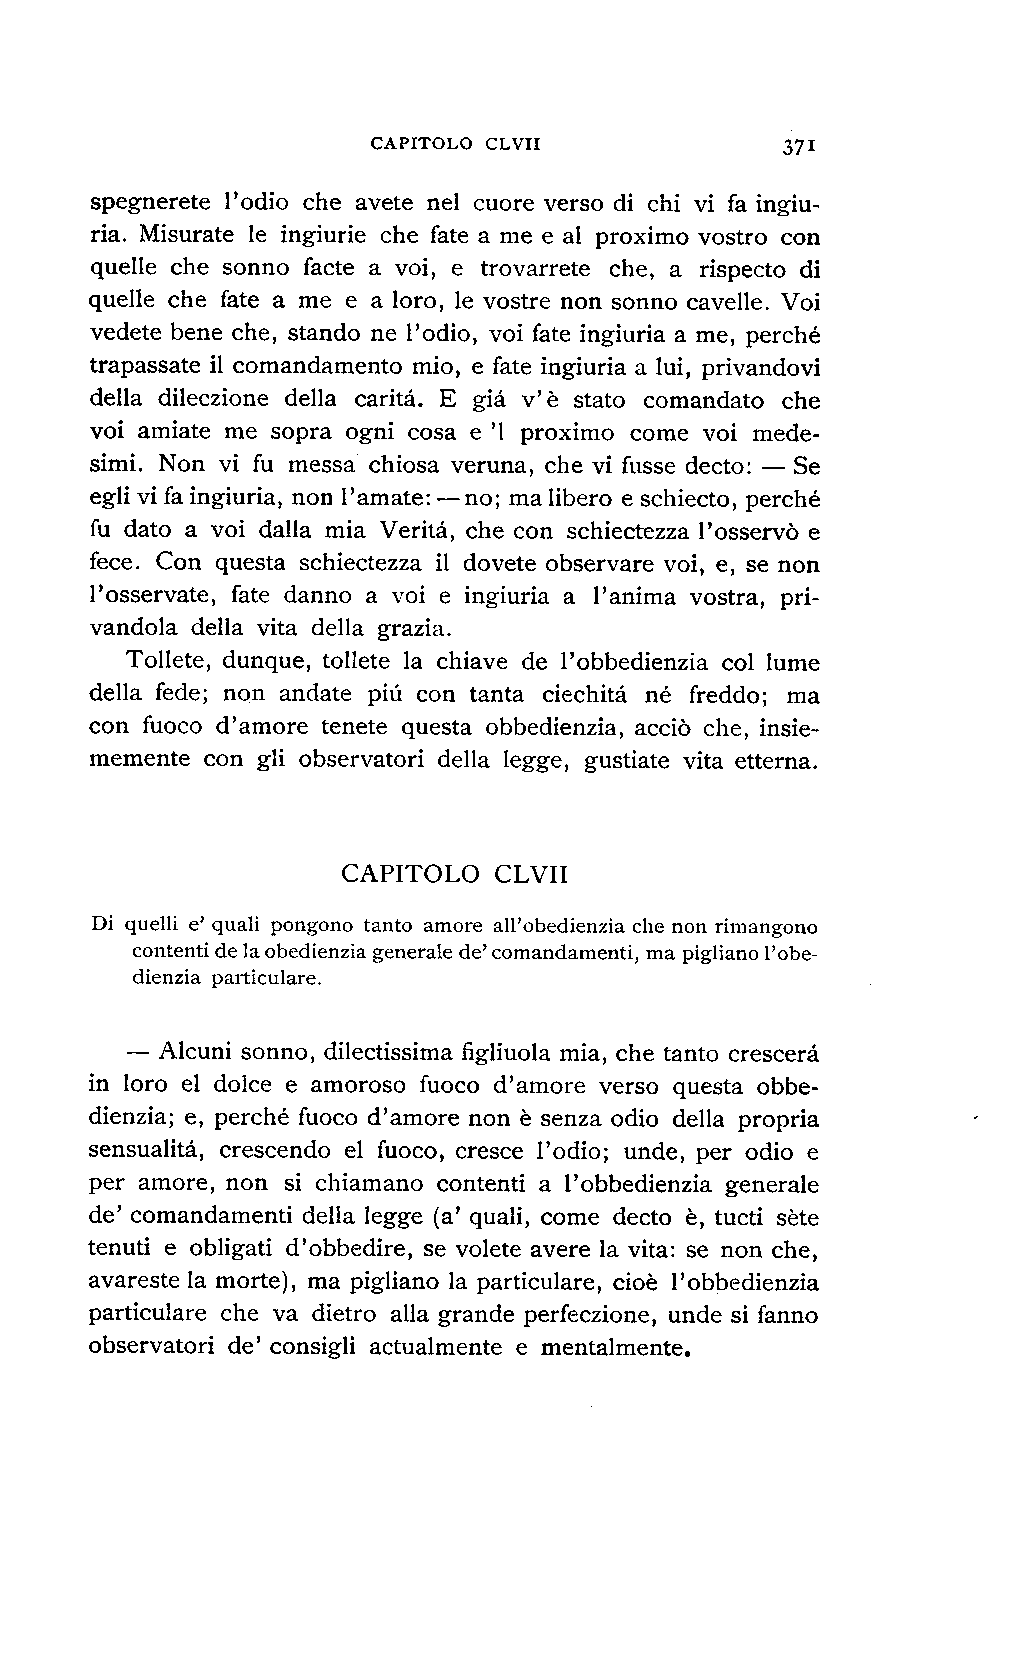 CAPITOLO CLVII 371
spegnerete l'odio che avete nel cuore verso di chi vi fa ingiu-
ria. Misurate le ingiurie che fate a me e al proximo vostro con
quelle che sonno facte a voi, e trovarrete che, a rispecto di
quelle che fate a me e a loro, le vostre non sonno cavelle. Voi
vedete bene che, stando ne l'odio, voi fate ingiuria a me, perché
trapassate il comandamento mio, e fate ingiuria a lui, privandovi
della dileczione della caritá. E giá v'è stato comandato che
voi amiate me sopra ogni cosa e 'l proximo come voi mede-
simi. Non vi fu messa chiosa veruna, che vi fusse decto: — Se
egli vi fa ingiuria, non l'amate: — no; ma libero e schiecto, perché
fu dato a voi dalla mia Veritá, che con schiectezza l'osservò e
fece. Con questa schiectezza il dovete observare voi, e, se non
l'osservate, fate danno a voi e ingiuria a l'anima vostra, pri-
vandola della vita della grazia.
Tollete, dunque, tollete la chiave de l'obbedienzia col lume
della fede; non andate piú con tanta ciechitá né freddo; ma
con fuoco d'amore tenete questa obbedienzia, acciò che, insie-
memente con gli observatori della legge, gustiate vita etterna.
CAPITOLO CLVII
Di quelli e' quali pongono tanto amore all'obedienzia che non rimangono
contenti de la obedienzia generale de' comandamenti, ma pigliano l'obe-
dienzia particulare.
— Alcuni sonno, dilectissima figliuola mia, che tanto crescerá
in loro el dolce e amoroso fuoco d'amore verso questa obbe-
dienzia; e, perché fuoco d'amore non è senza odio della propria
sensualitá, crescendo el fuoco, cresce l'odio; unde, per odio e
per amore, non si chiamano contenti a l'obbedienzia generale
de' comandamenti della legge (a' quali, come decto è, tucti sète
tenuti e obligati d'obbedire, se volete avere la vita: se non che,
avareste la morte), ma pigliano la particulare, cioè l'obbedienzia
particulare che va dietro alla grande perfeczione, unde si fanno
observatori de' consigli actualmente e mentalmente.